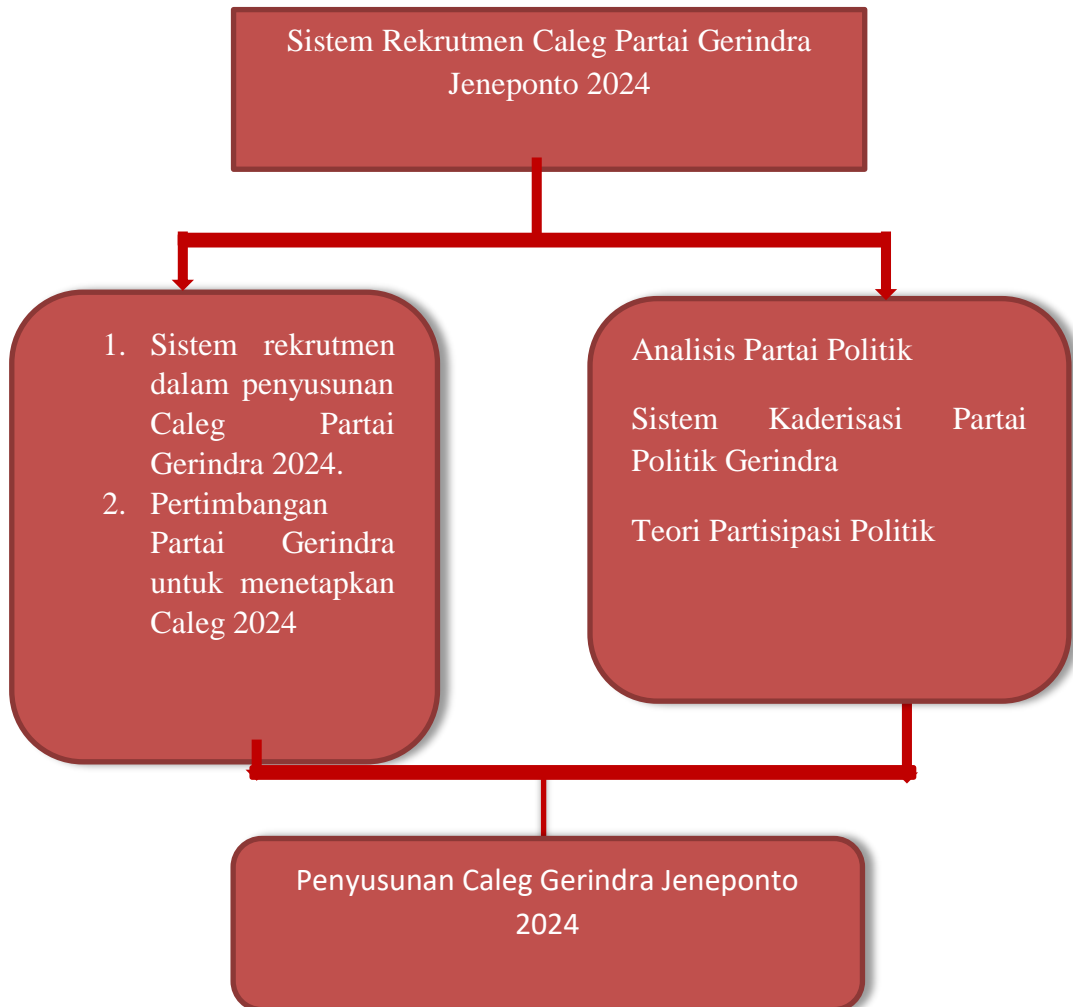 Sistem Rekrutmen Caleg Partai Gerindra
Jeneponto 2024
1. Sistem rekrutmen
dalam penyusunan
Caleg Partai
Gerindra 2024.
2. Pertimbangan
Partai Gerindra
untuk menetapkan
Caleg 2024
Analisis Partai Politik
Sistem Kaderisasi Partai
Politik Gerindra
Teori Partisipasi Politik
Penyusunan Caleg Gerindra Jeneponto
2024